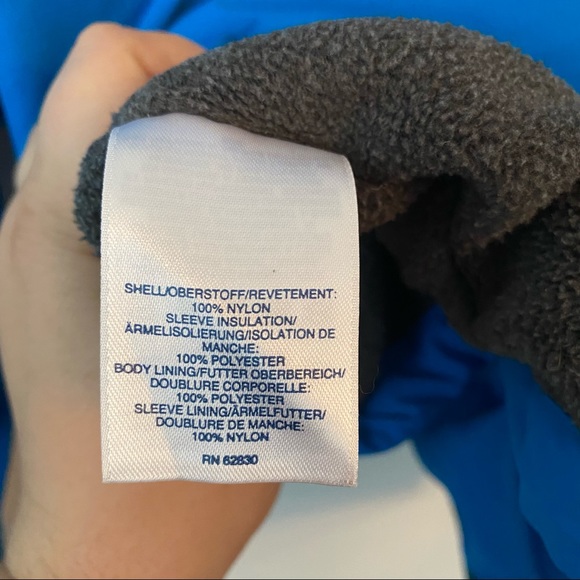 SHELL/OBERSTOFF/REVETEMENT:
100% NYLON
SLEEVE INSULATION/
ÄRMELISOLIERUNG/ISOLATION DE
MANCHE:
100% POLYESTER
BODY LINING/FUTTER OBERBEREICH/
DOUBLURE CORPORELLE:
100% POLYESTER
SLEEVE LINING/ÄRMELFUTTER/
DOUBLURE DE MANCHE:
100% NYLON
RN 62830